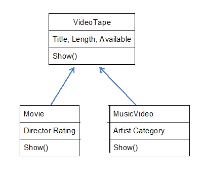 VideoTape
Title, Length, Available
Show()
Movie
Director Rating
Show()
MusicVideo
Artist Category
Show()